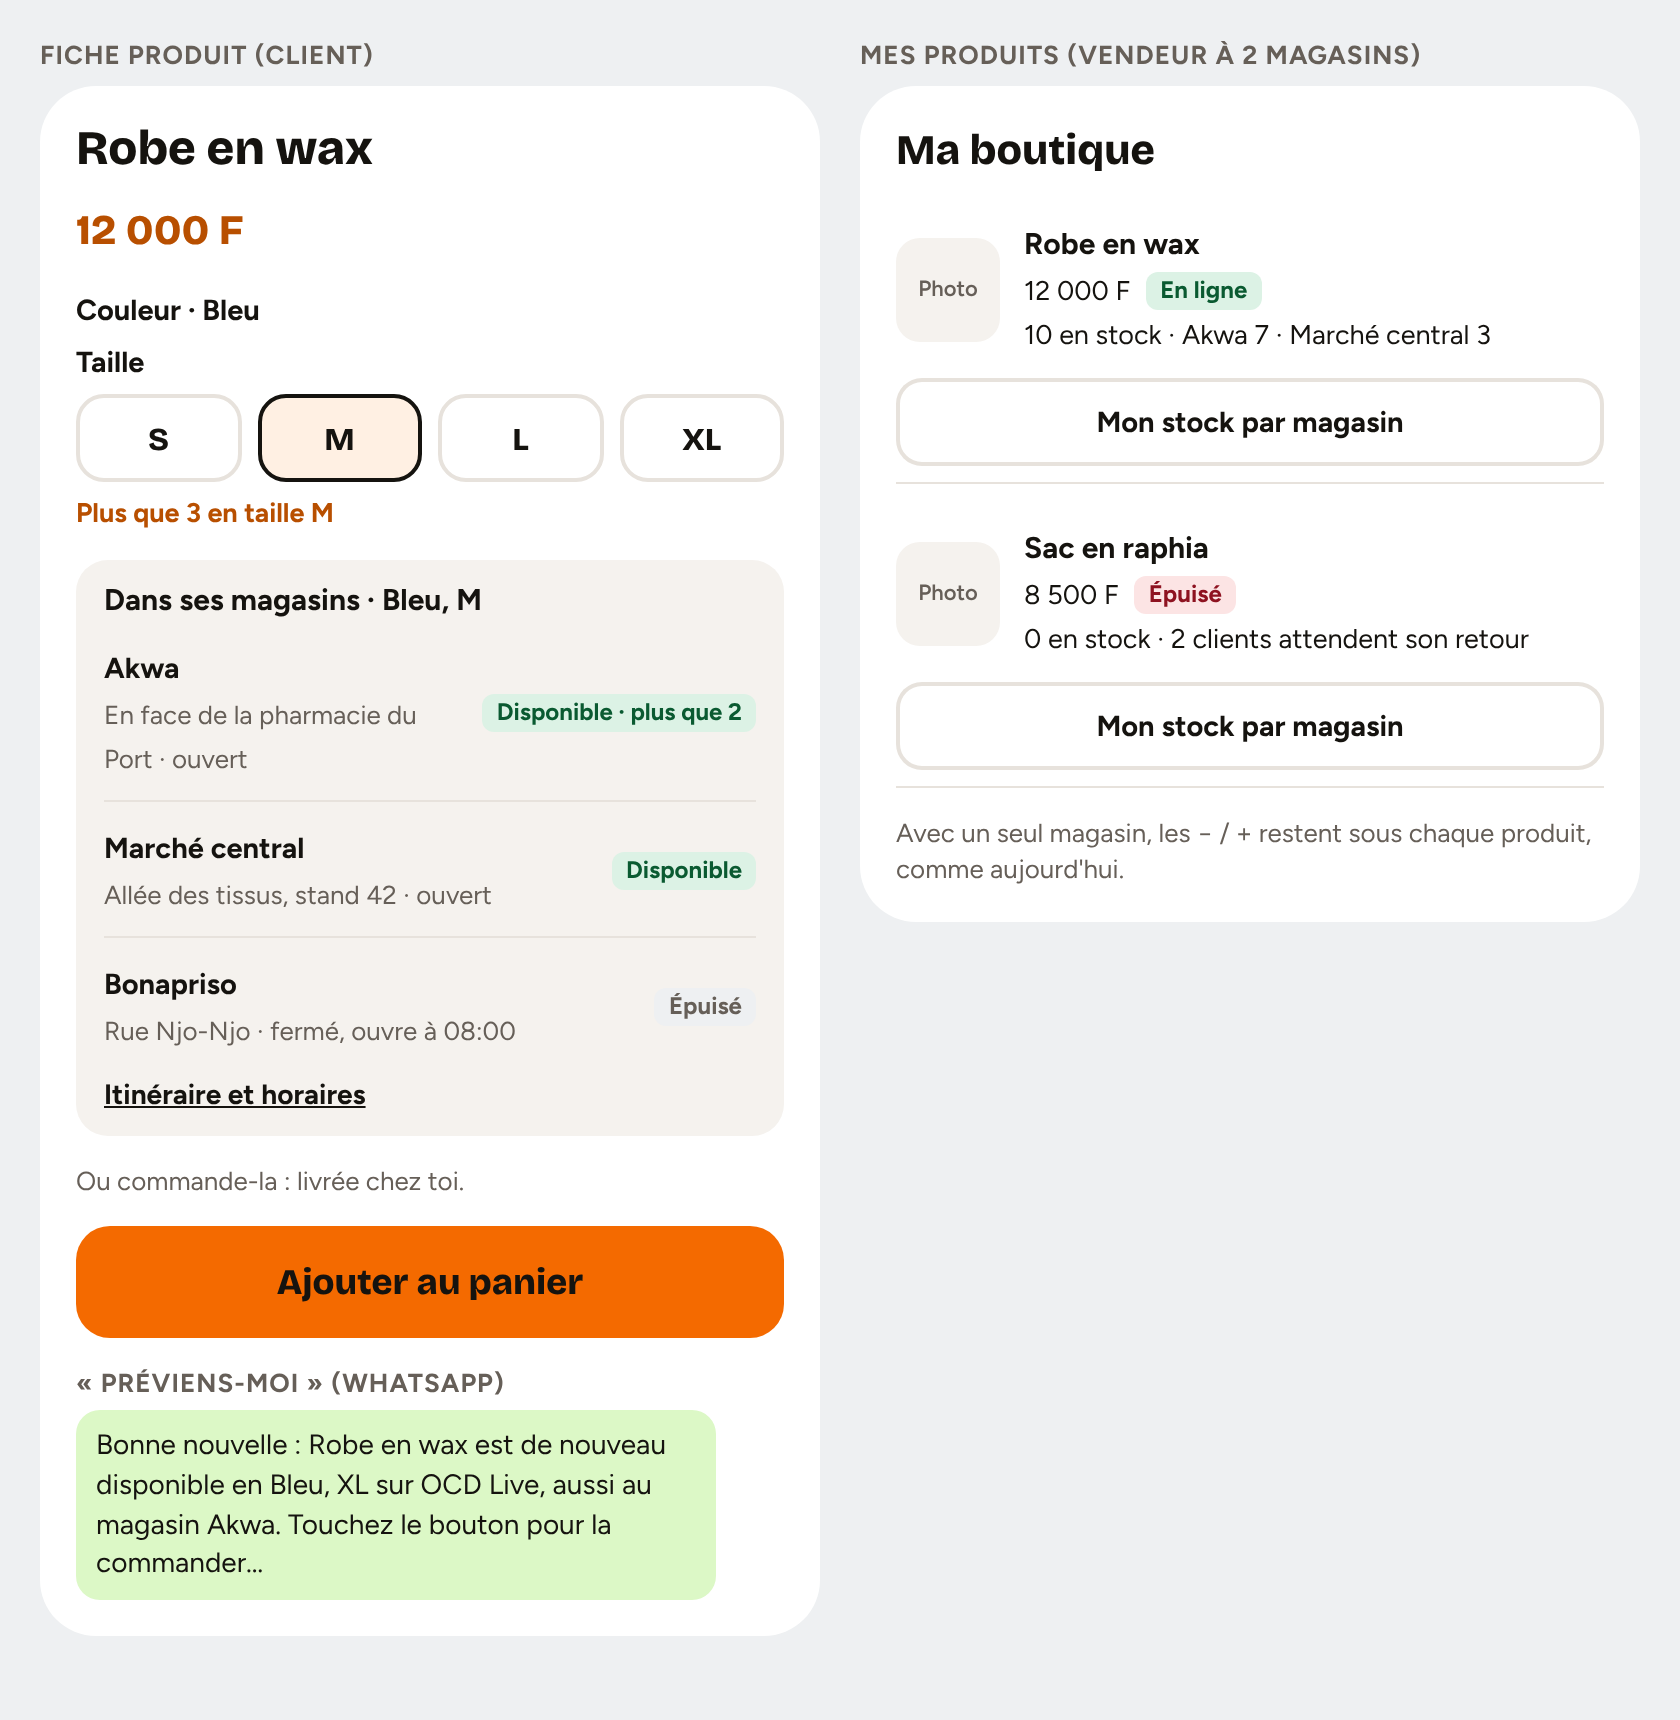 FICHE PRODUIT (CLIENT)
Robe en wax
12 000 F
Couleur · Bleu
Taille
S
M
L
XL
Plus que 3 en taille M
Dans ses magasins · Bleu, M
Akwa
En face de la pharmacie du
Port · ouvert
Disponible · plus que 2
Marché central
Allée des tissus, stand 42 · ouvert
Disponible
Bonapriso
Rue Njo-Njo · fermé, ouvre à 08:00
Épuisé
Itinéraire et horaires
Ou commande-la : livrée chez toi.
Ajouter au panier
« PRÉVIENS-MOI » (WHATSAPP)
Bonne nouvelle : Robe en wax est de nouveau
disponible en Bleu, XL sur OCD Live, aussi au
magasin Akwa. Touchez le bouton pour la
commander…
MES PRODUITS (VENDEUR À 2 MAGASINS)
Ma boutique
Photo
Robe en wax
12 000 F En ligne
10 en stock · Akwa 7 · Marché central 3
Mon stock par magasin
Photo
Sac en raphia
8 500 F Épuisé
0 en stock · 2 clients attendent son retour
Mon stock par magasin
Avec un seul magasin, les − / + restent sous chaque produit,
comme aujourd'hui.